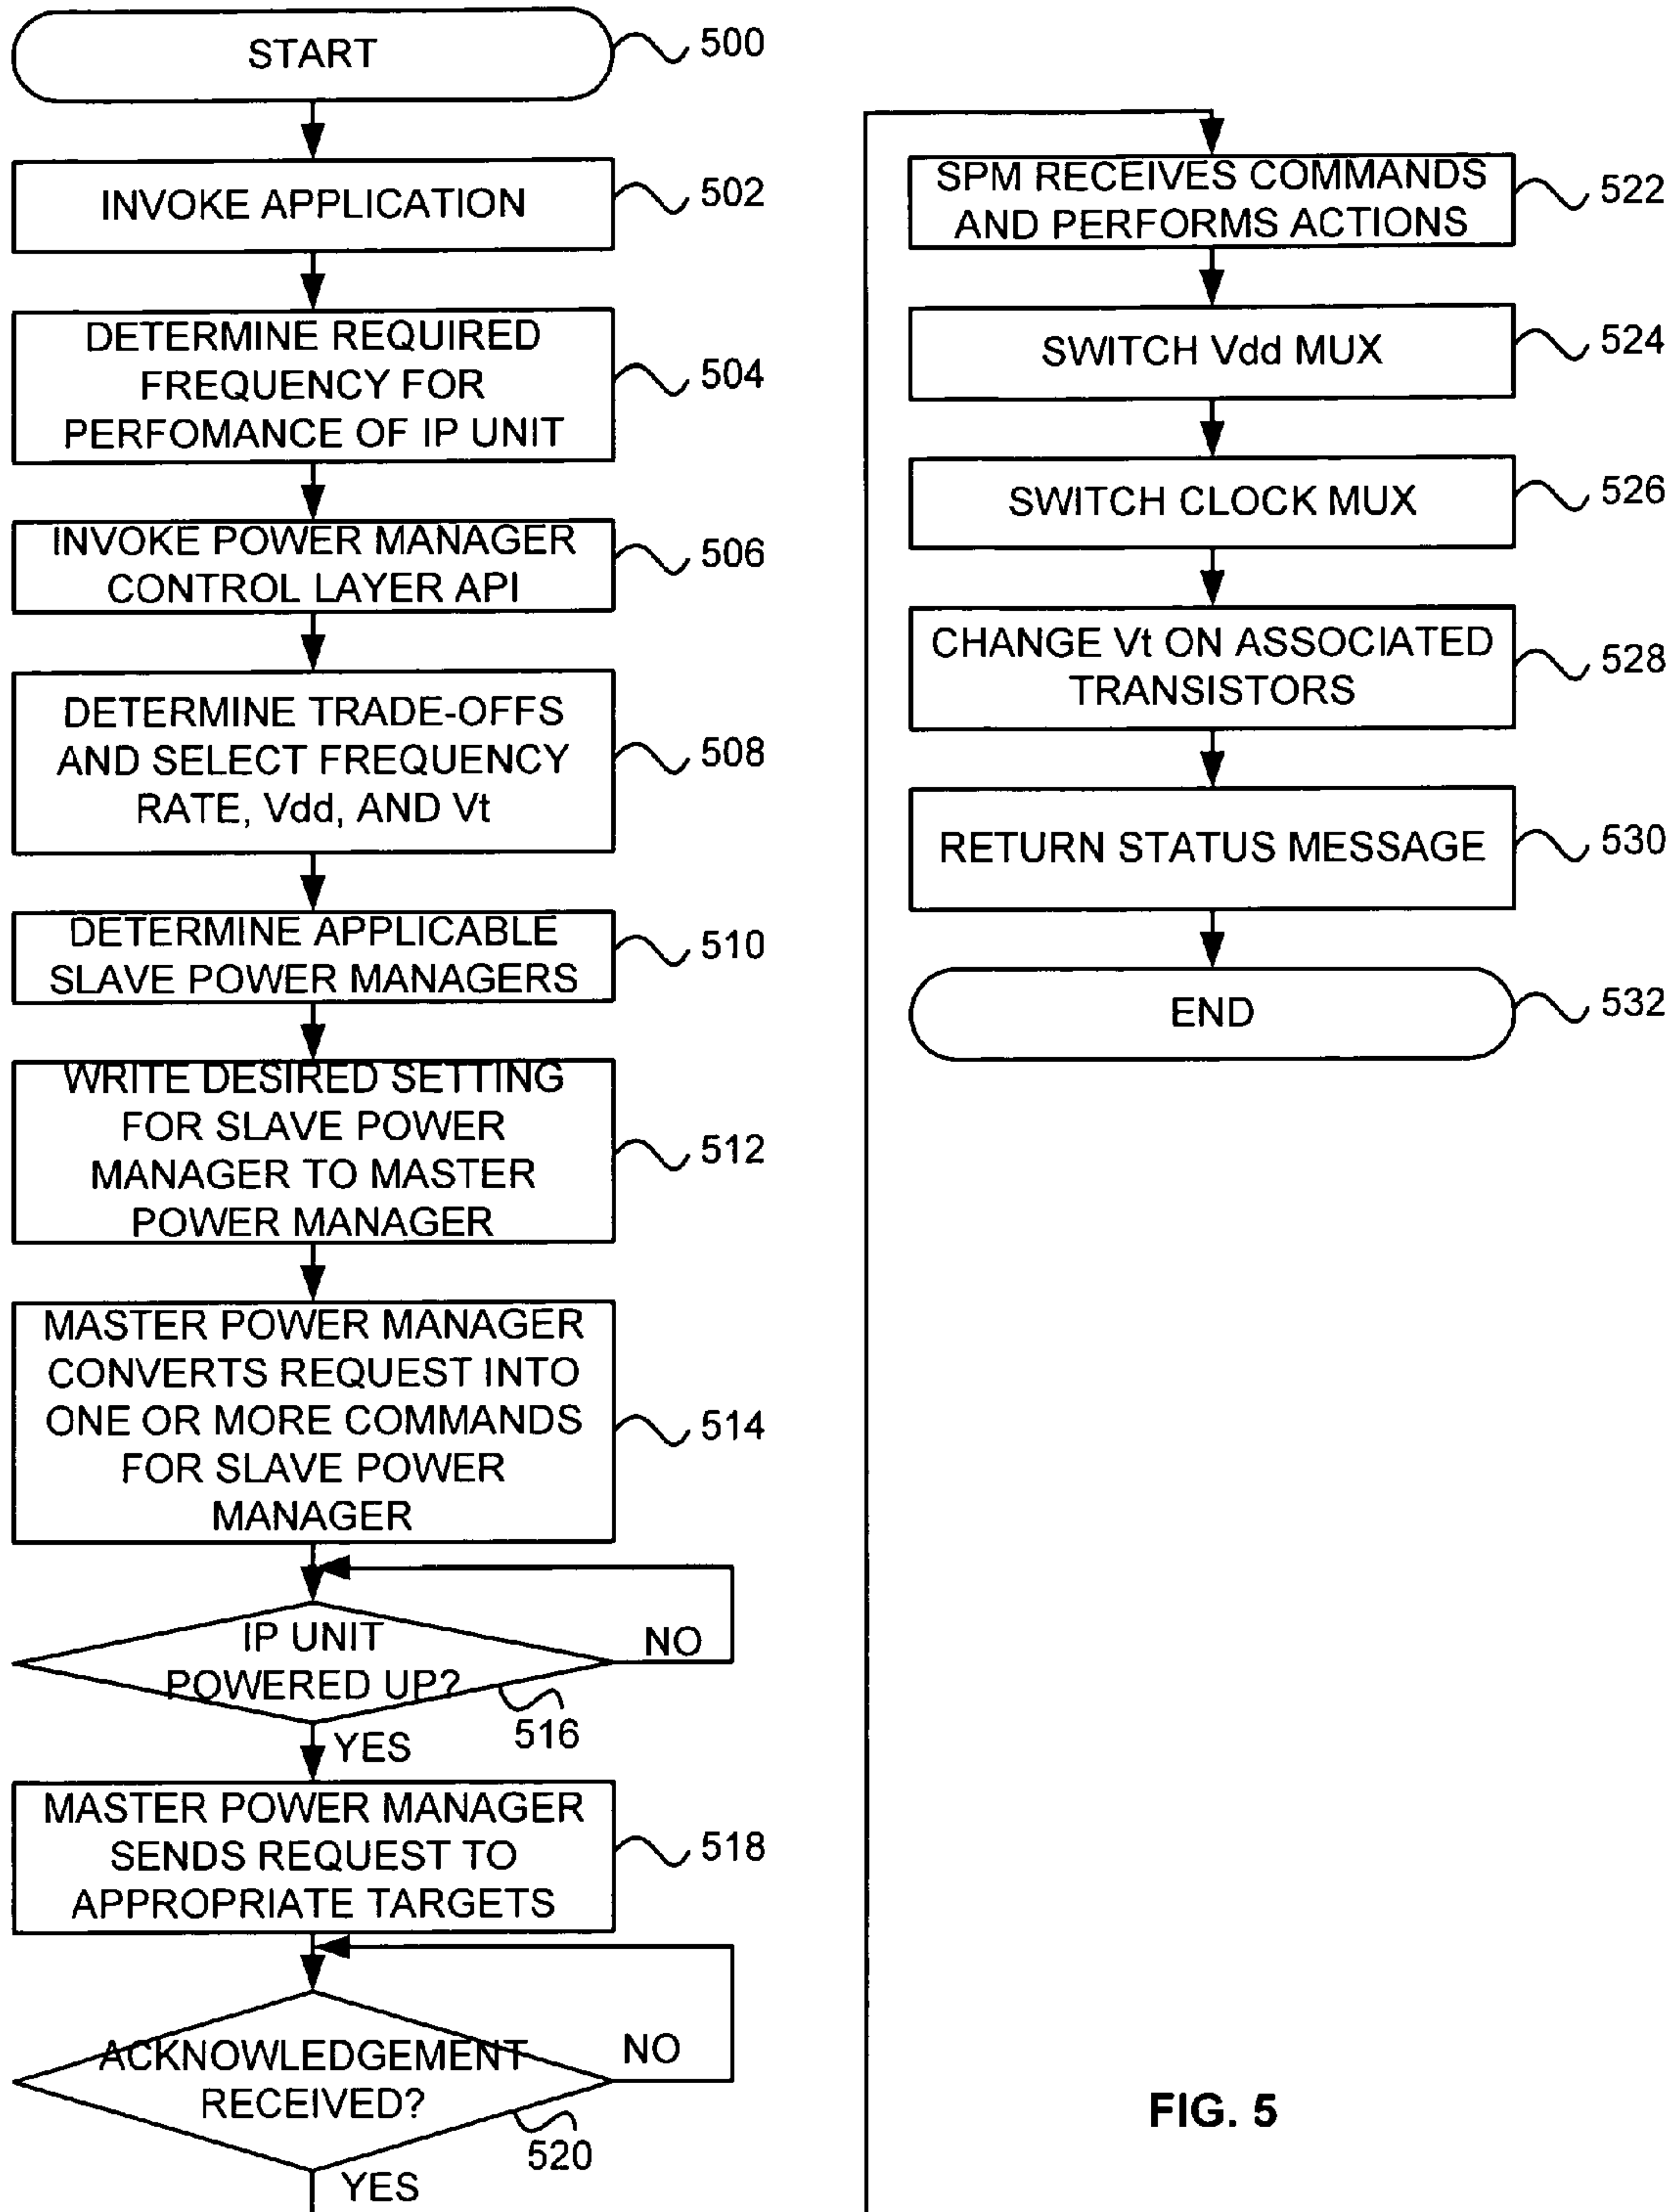 START
500
INVOKE APPLICATION
502
DETERMINE REQUIRED
FREQUENCY FOR
PERFOMANCE OF IP UNIT
504
INVOKE POWER MANAGER
CONTROL LAYER API
506
DETERMINE TRADE-OFFS
AND SELECT FREQUENCY
RATE, Vdd, AND Vt
508
DETERMINE APPLICABLE
SLAVE POWER MANAGERS
510
WRITE DESIRED SETTING
FOR SLAVE POWER
MANAGER TO MASTER
POWER MANAGER
512
MASTER POWER MANAGER
CONVERTS REQUEST INTO
ONE OR MORE COMMANDS
FOR SLAVE POWER
MANAGER
514
IP UNIT
POWERED UP?
NO
516
YES
MASTER POWER MANAGER
SENDS REQUEST TO
APPROPRIATE TARGETS
518
ACKNOWLEDGEMENT
RECEIVED?
NO
520
YES
SPM RECEIVES COMMANDS
AND PERFORMS ACTIONS
522
SWITCH Vdd MUX
524
SWITCH CLOCK MUX
526
CHANGE Vt ON ASSOCIATED
TRANSISTORS
528
RETURN STATUS MESSAGE
530
END
532
FIG. 5